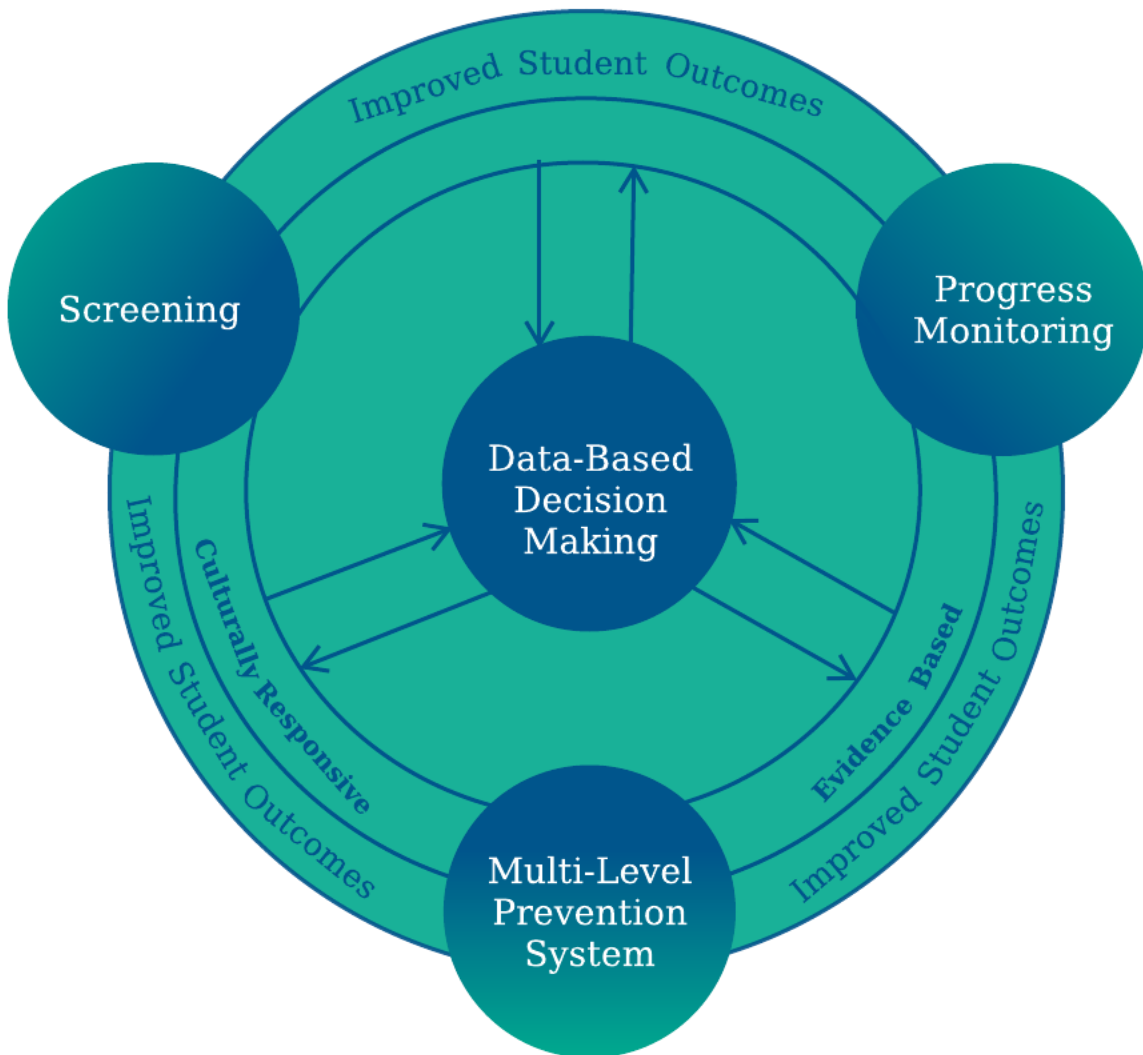 Improved Student Outcomes
Screening
Progress
Monitoring
Data-Based
Decision
Making
Improved Student Outcomes
Culturally Responsive
Evidence Based
Improved Student Outcomes
Multi-Level
Prevention
System